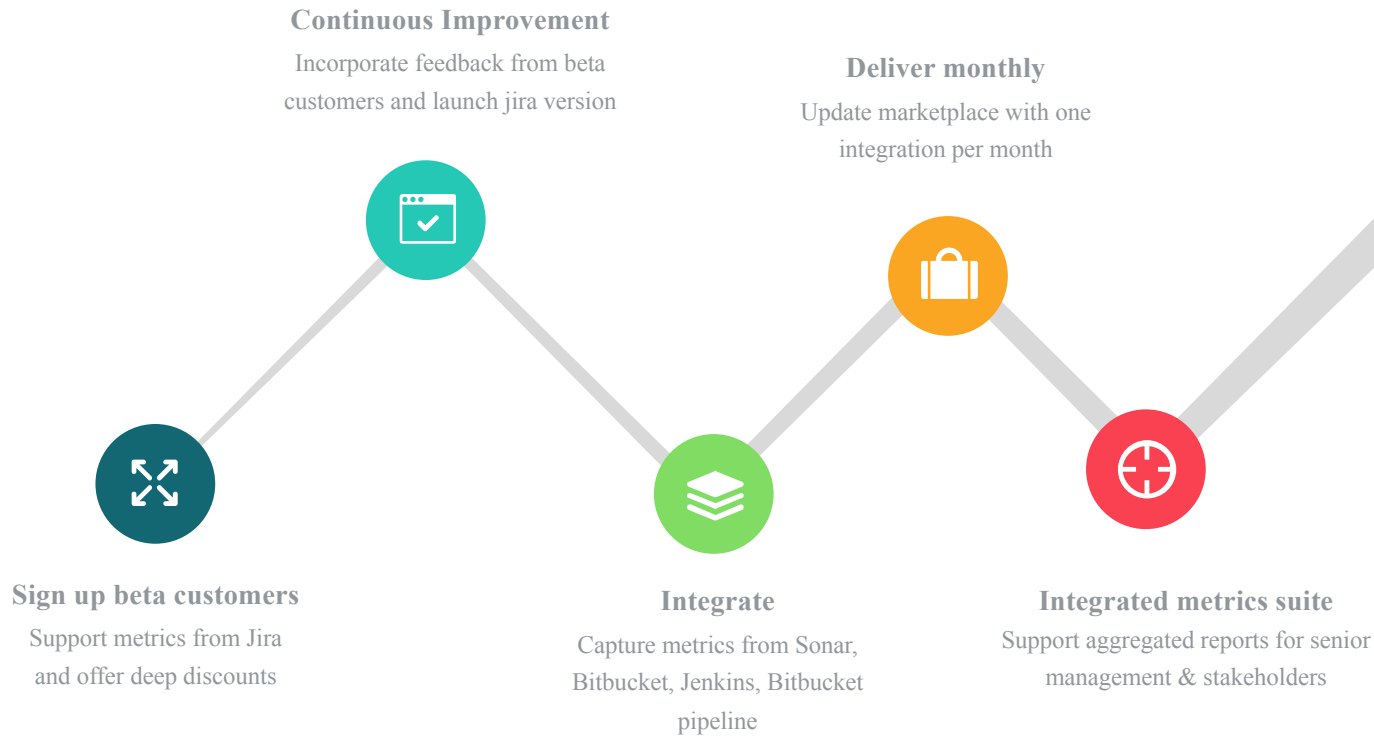 Continuous Improvement
Incorporate feedback from beta
customers and launch jira version
Deliver monthly
Update marketplace with one
integration per month
Sign up beta customers
Support metrics from Jira
and offer deep discounts
Integrate
Capture metrics from Sonar,
Bitbucket, Jenkins, Bitbucket
pipeline
Integrated metrics suite
Support aggregated reports for senior
management & stakeholders